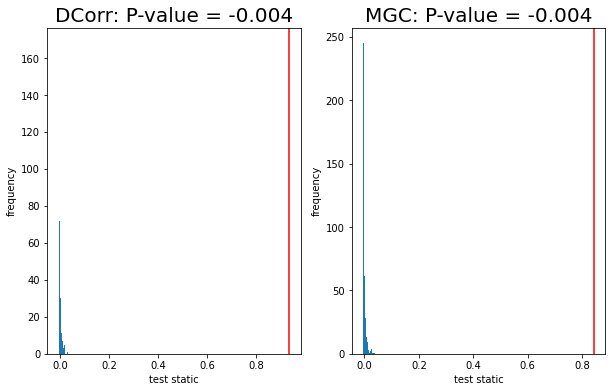 DCorr: P-value = -0.004
160
140
120
100
80
60
40
20
0
frequency
0.0 0.2 0.4 0.6 0.8
test static
MGC: P-value = -0.004
250
200
150
100
50
0
frequency
0.0 0.2 0.4 0.6 0.8
test static